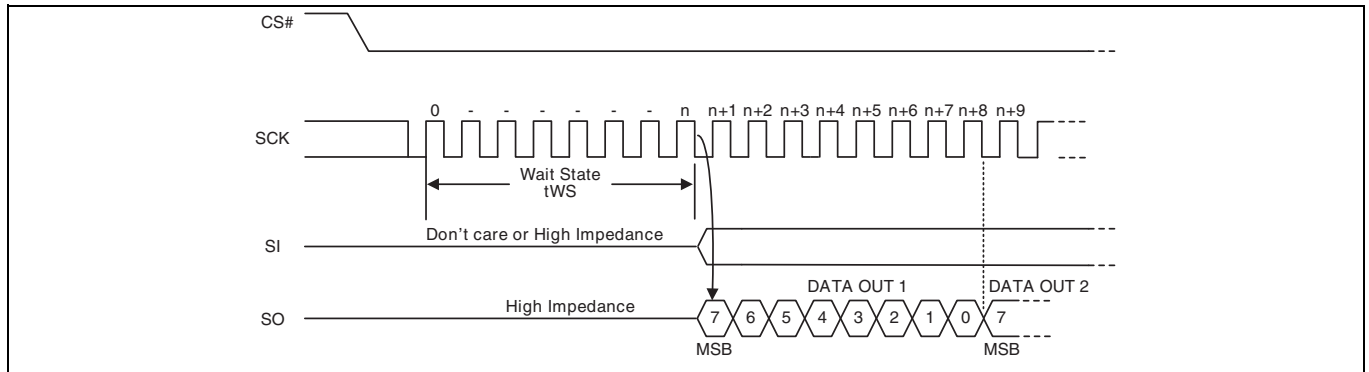 CS#
0 - - - - - - n n+1 n+2 n+3 n+4 n+5 n+6 n+7 n+8 n+9
SCK
Wait State
tWS
Don't care or High Impedance
SI
DATA OUT 1 DATA OUT 2
High Impedance
SO 7 6 5 4 3 2 1 0 7
MSB MSB